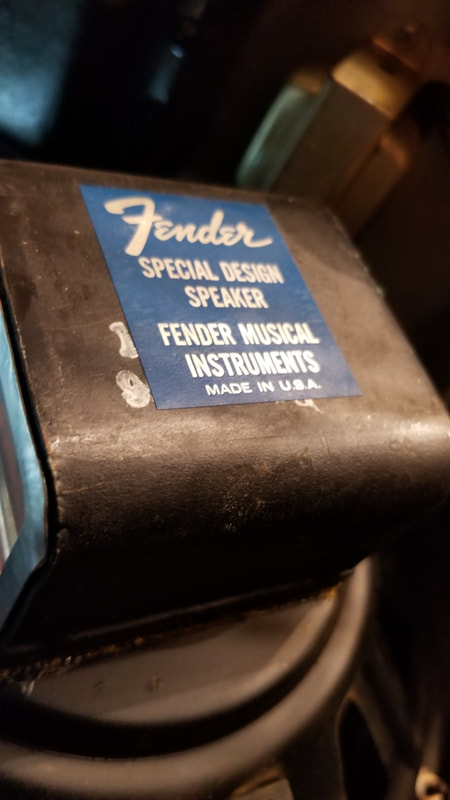 Fender
SPECIAL DESIGN
SPEAKER
FENDER MUSICAL
INSTRUMENTS
MADE IN U.S.A.